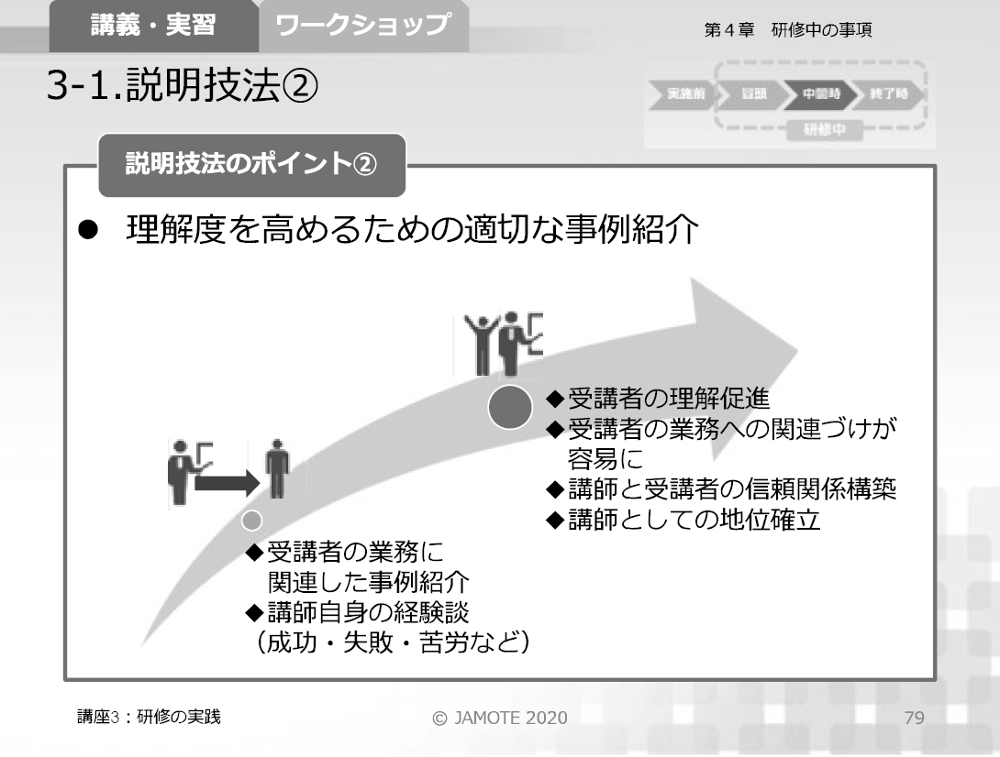 講義・実習
ワークショップ
第４章　研修中の事項
3-1.説明技法②
実施前
冒頭
中間時
終了時
研修中
説明技法のポイント②
● 理解度を高めるための適切な事例紹介
◆受講者の理解促進
◆受講者の業務への関連づけが
容易に
◆講師と受講者の信頼関係構築
◆講師としての地位確立
◆受講者の業務に
関連した事例紹介
◆講師自身の経験談
（成功・失敗・苦労など）
講座3：研修の実践
© JAMOTE 2020
79